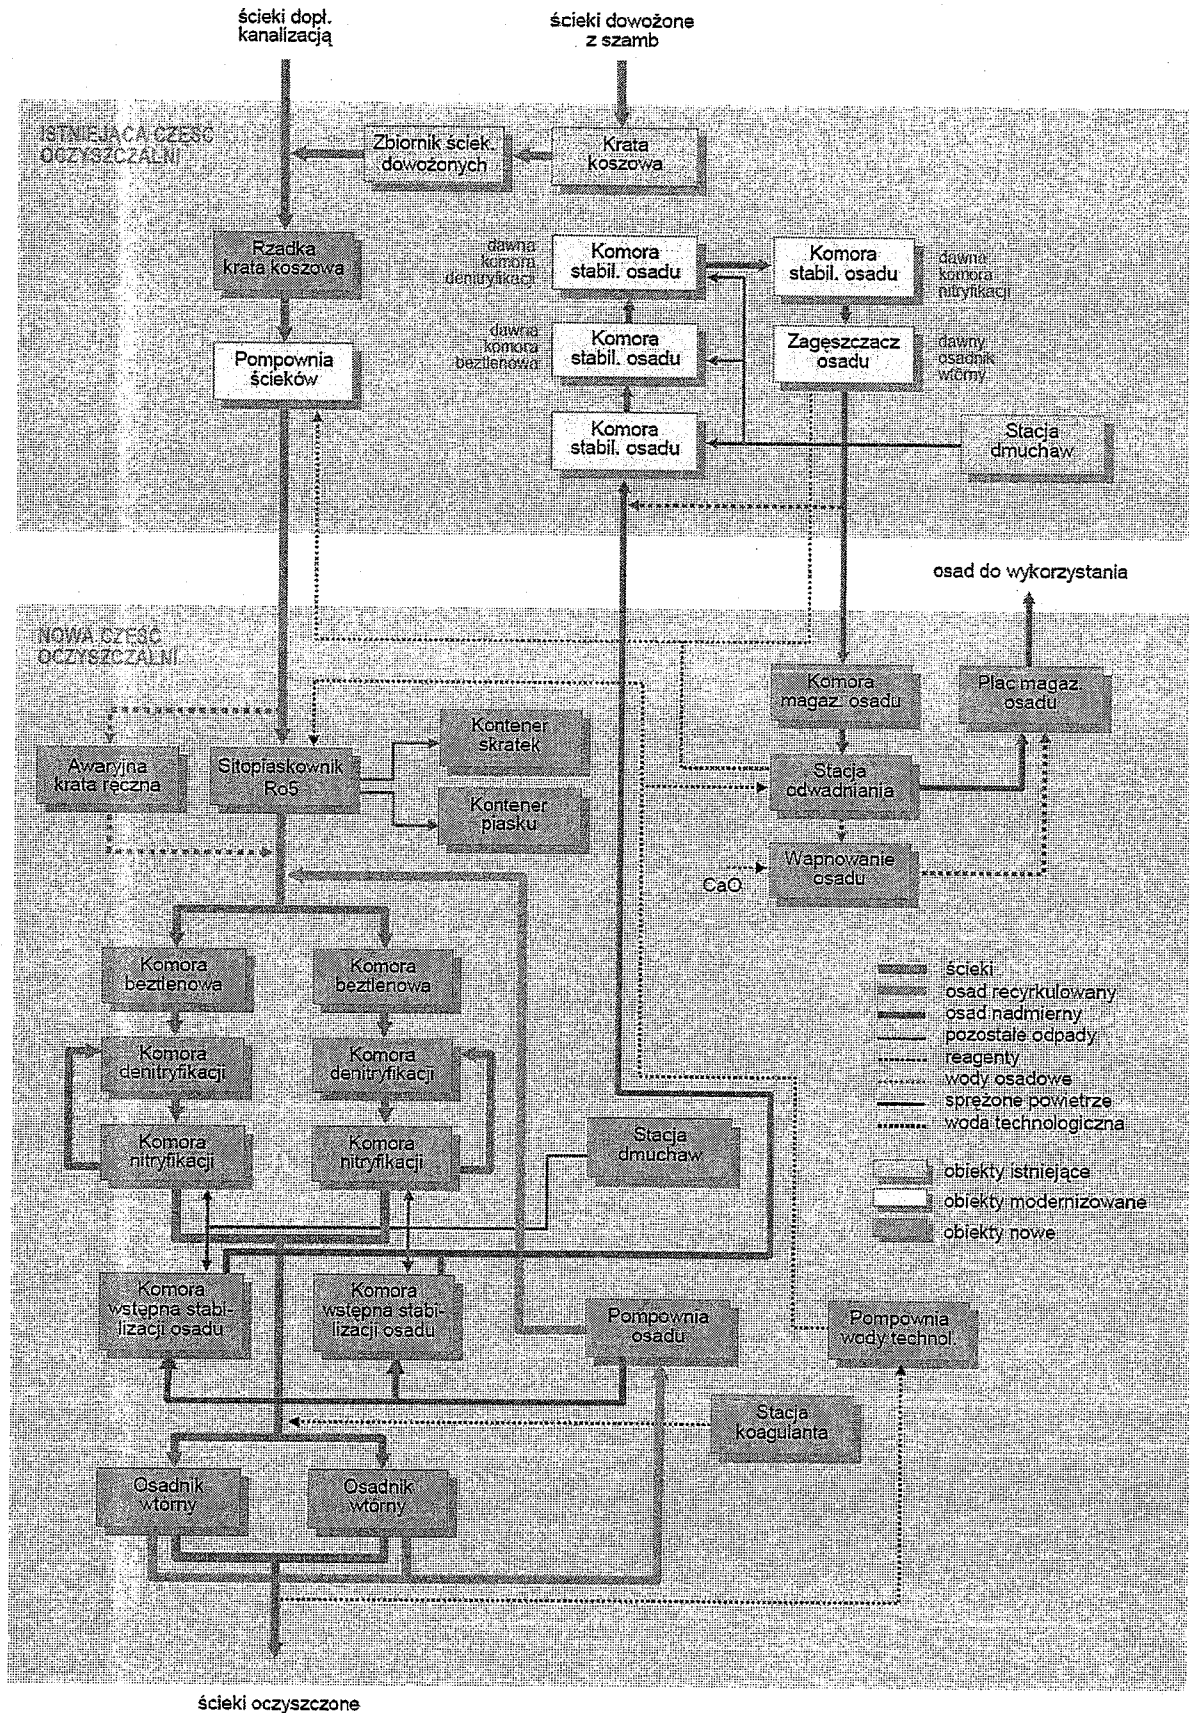 ścieki dopł.
kanalizacją
ścieki dowożone
z szamb
ISTNIEJĄCA CZĘŚĆ
OCZYSZCZALNI
Zbiornik ściek.
dowożonych
Krata
koszowa
Rzadka
krata koszowa
dawna
komora
denitryfikacji
Komora
stabil. osadu
Komora
stabil. osadu
dawna
komora
nitryfikacji
Pompownia
ścieków
dawna
komora
beztlenowa
Komora
stabil. osadu
Zagęszczacz
osadu
dawny
osadnik
wtórny
Komora
stabil. osadu
Stacja
dmuchaw
osad do wykorzystania
NOWA CZĘŚĆ
OCZYSZCZALNI
Komora
magaz. osadu
Plac magaz.
osadu
Awaryjna
krata ręczna
Sitopiaskownik
Ro5
Kontener
skratek
Kontener
piasku
Stacja
odwadniania
CaO
Wapnowanie
osadu
Komora
beztlenowa
Komora
beztlenowa
Komora
denitryfikacji
Komora
denitryfikacji
Komora
nitryfikacji
Komora
nitryfikacji
Stacja
dmuchaw
ścieki
osad recyrkulowany
osad nadmierny
pozostałe odpady
reagenty
wody osadowe
sprężone powietrze
woda technologiczna
obiekty istniejące
obiekty modernizowane
obiekty nowe
Komora
wstępna stabi-
lizacji osadu
Komora
wstępna stabi-
lizacji osadu
Pompownia
osadu
Pompownia
wody technol.
Stacja
koagulanta
Osadnik
wtórny
Osadnik
wtórny
ścieki oczyszczone